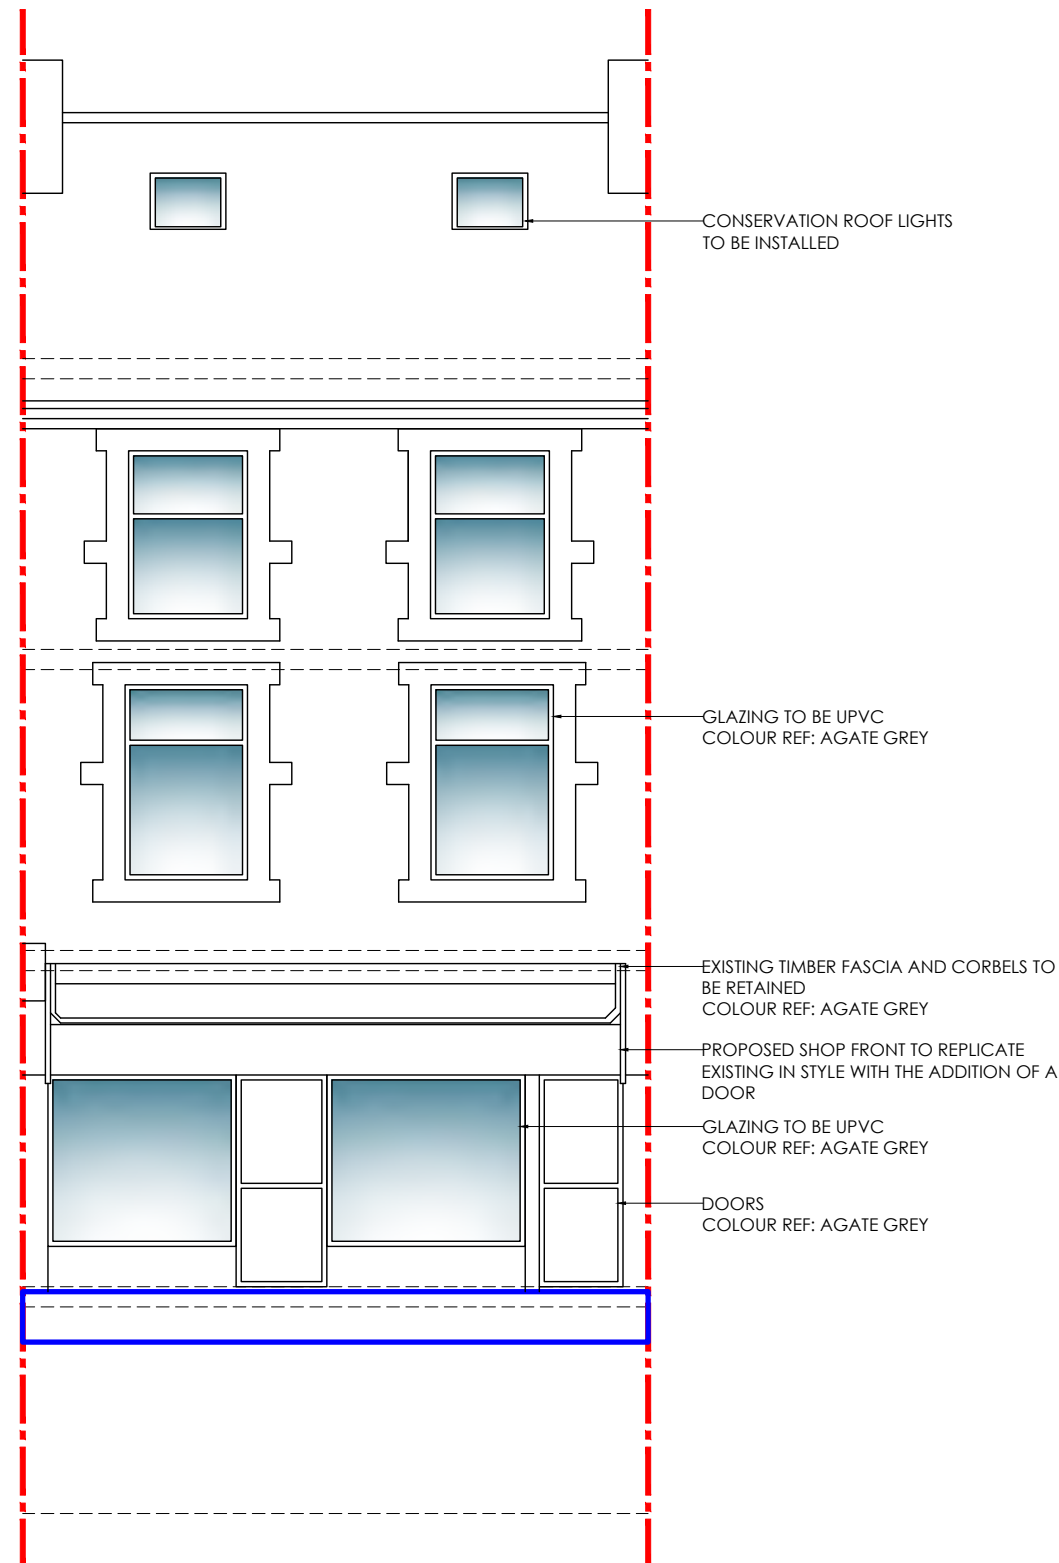 CONSERVATION ROOF LIGHTS
TO BE INSTALLED
GLAZING TO BE UPVC
COLOUR REF: AGATE GREY
EXISTING TIMBER FASCIA AND CORBELS TO
BE RETAINED
COLOUR REF: AGATE GREY
PROPOSED SHOP FRONT TO REPLICATE
EXISTING IN STYLE WITH THE ADDITION OF A
DOOR
GLAZING TO BE UPVC
COLOUR REF: AGATE GREY
DOORS
COLOUR REF: AGATE GREY